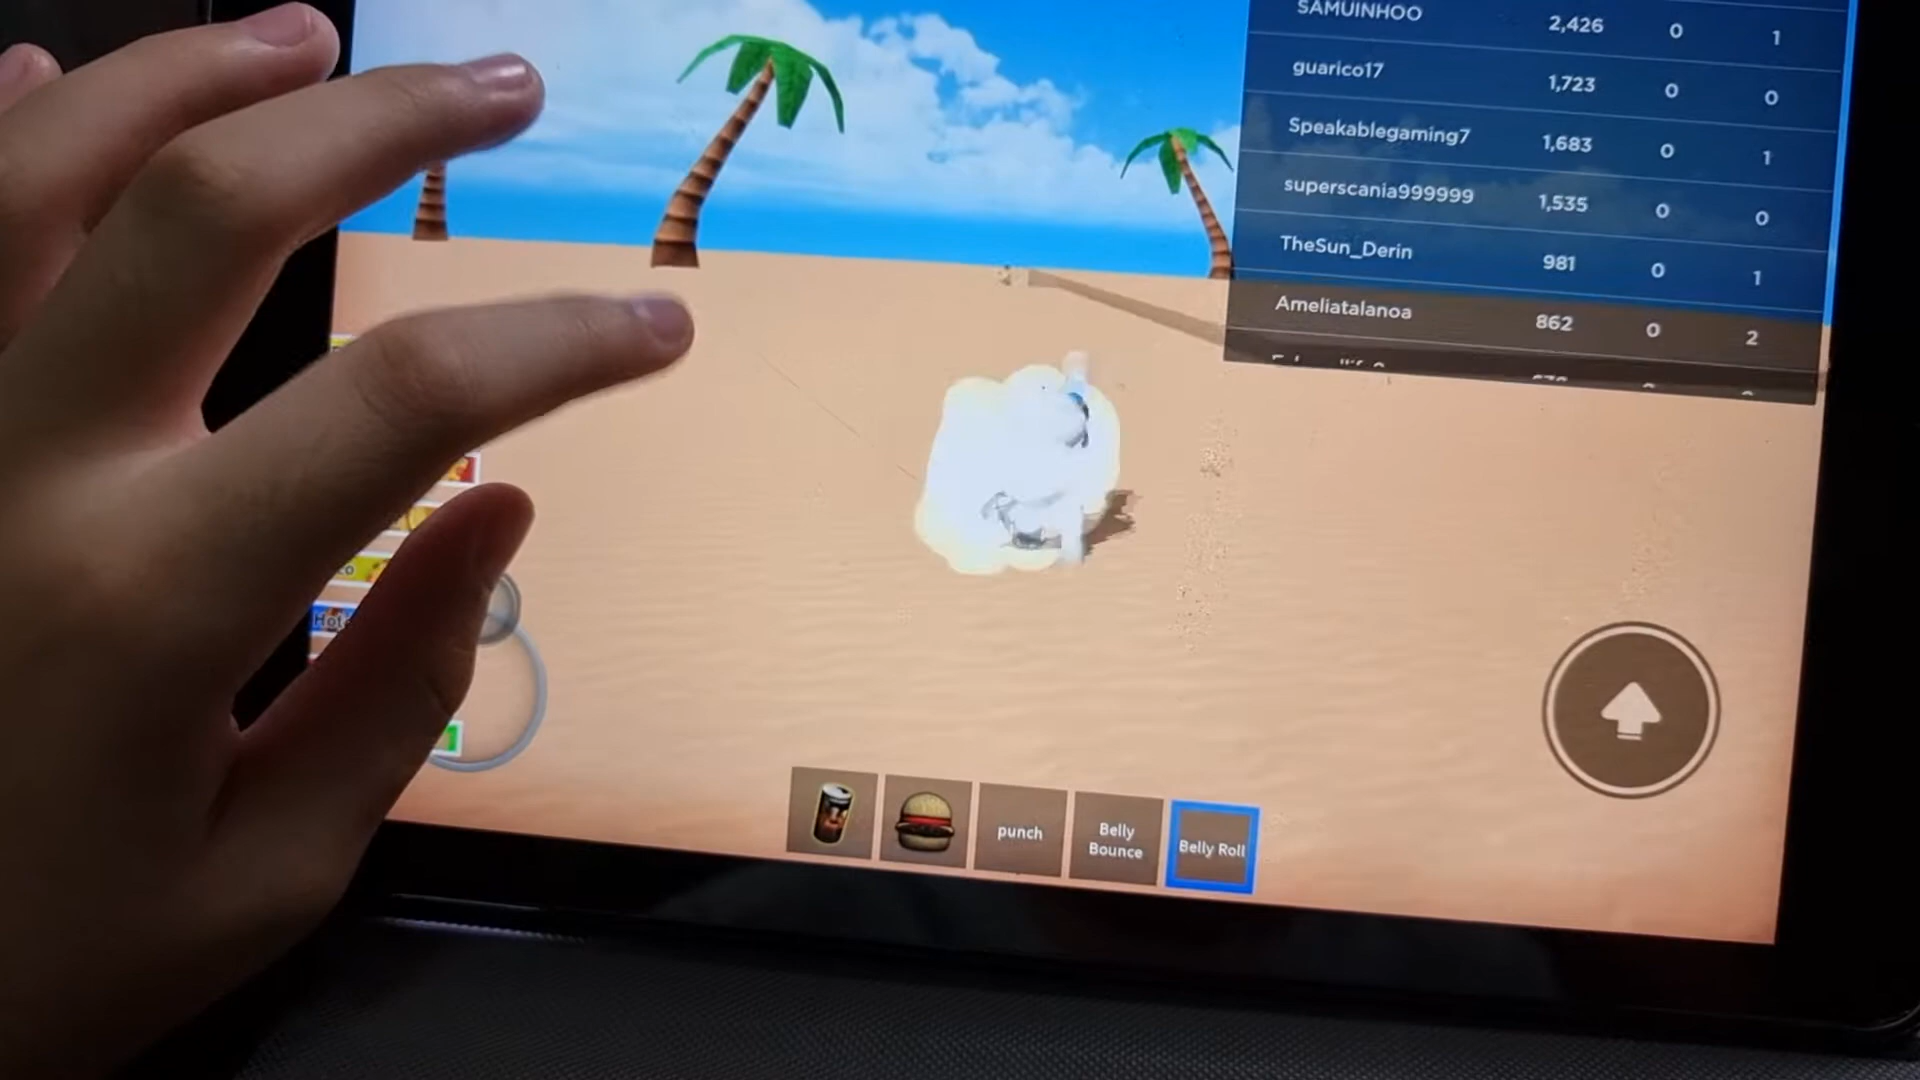 SAMUINHOO 2,426 0 1
guarico17 1,723 0 0
Speakablegaming7 1,683 0 1
superscania999999 1,535 0 0
TheSun_Derin 981 0 1
Ameliatalanoa 862 0 2
punch
Belly
Bounce
Belly Roll